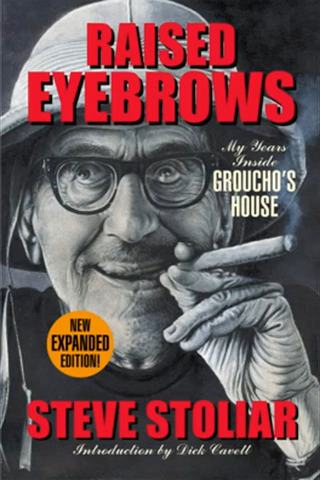 RAISED
EYEBROWS
My Years
Inside
GROUCHO'S
HOUSE
NEW
EXPANDED
EDITION!
STEVE STOLIAR
Introduction by Dick Cavett